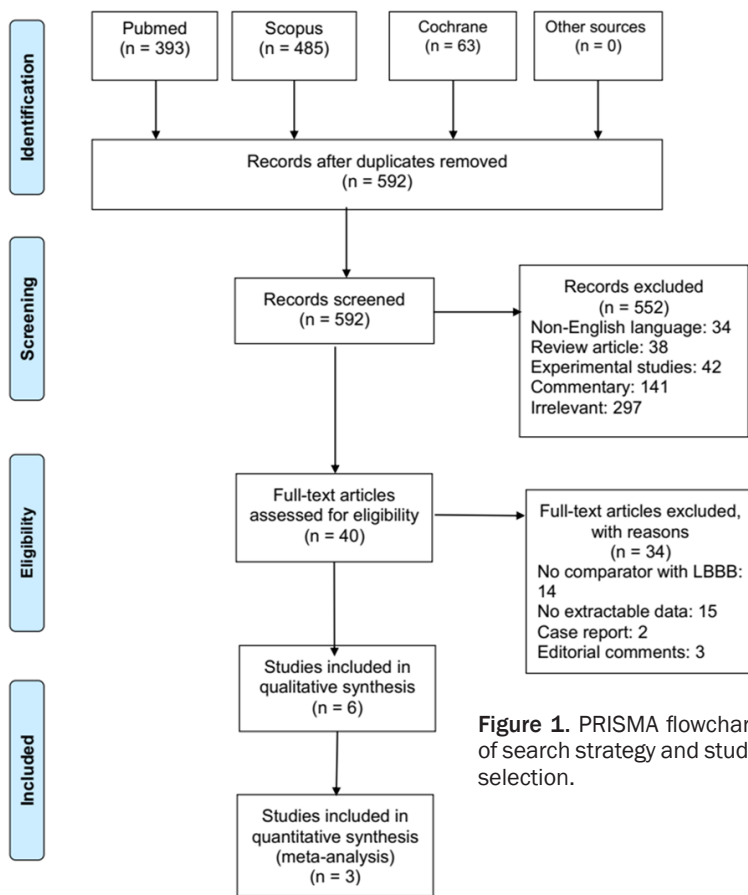 Identification
Pubmed
(n = 393)
Scopus
(n = 485)
Cochrane
(n = 63)
Other sources
(n = 0)
Records after duplicates removed
(n = 592)
Screening
Records screened
(n = 592)
Records excluded
(n = 552)
Non-English language: 34
Review article: 38
Experimental studies: 42
Commentary: 141
Irrelevant: 297
Eligibility
Full-text articles
assessed for eligibility
(n = 40)
Full-text articles excluded,
with reasons
(n = 34)
No comparator with LBBB:
14
No extractable data: 15
Case report: 2
Editorial comments: 3
Included
Studies included in
qualitative synthesis
(n = 6)
Studies included in
quantitative synthesis
(meta-analysis)
(n = 3)
Figure 1. PRISMA flowchar
of search strategy and stud
selection.